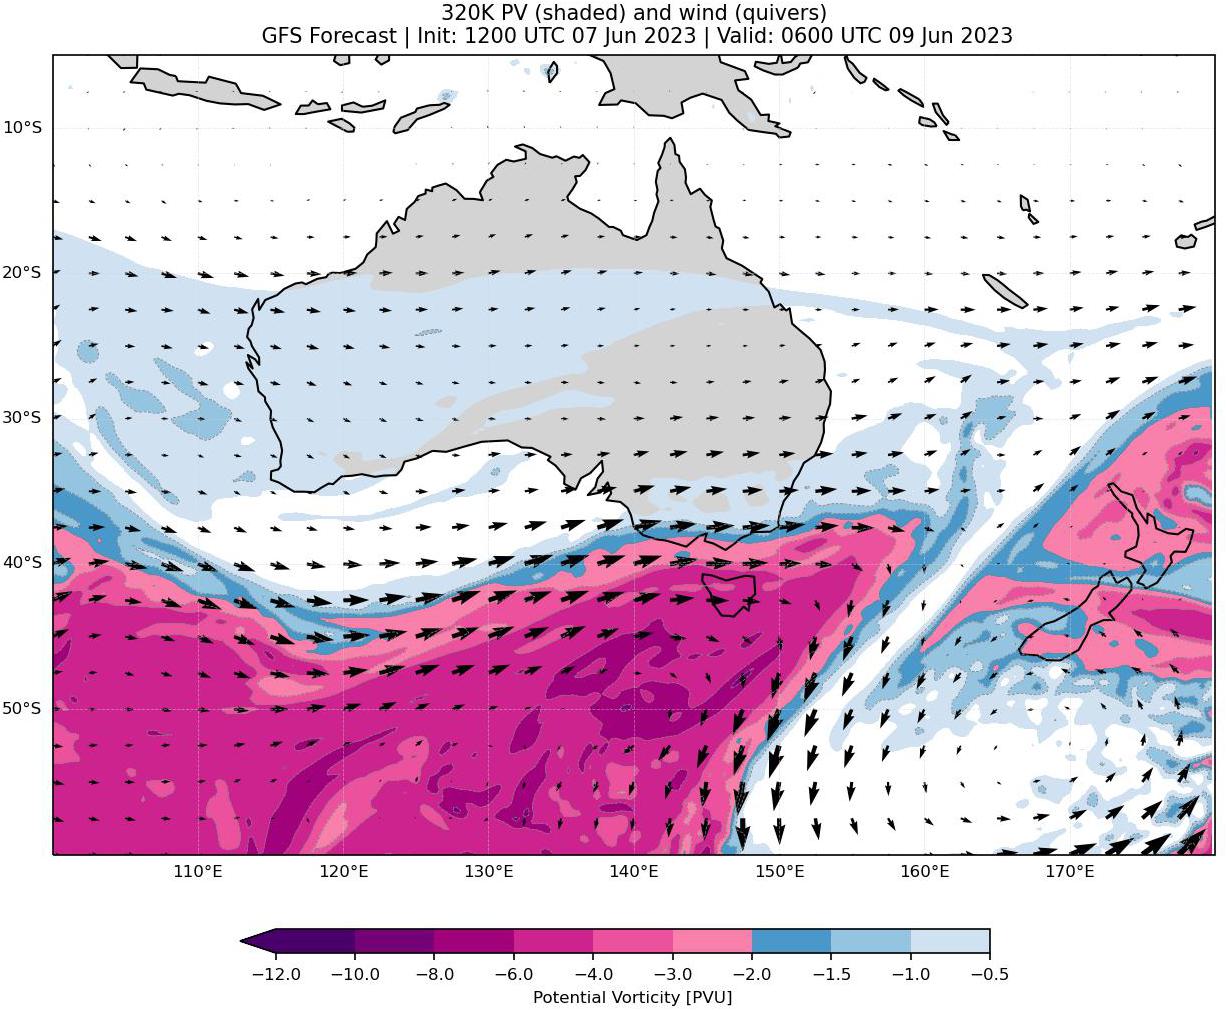 320K PV (shaded) and wind (quivers)
GFS Forecast | Init: 1200 UTC 07 Jun 2023 | Valid: 0600 UTC 09 Jun 2023
10°S
20°S
30°S
40°S
50°S
110°E 120°E 130°E 140°E 150°E 160°E 170°E
−12.0 −10.0 −8.0 −6.0 −4.0 −3.0 −2.0 −1.5 −1.0 −0.5
Potential Vorticity [PVU]